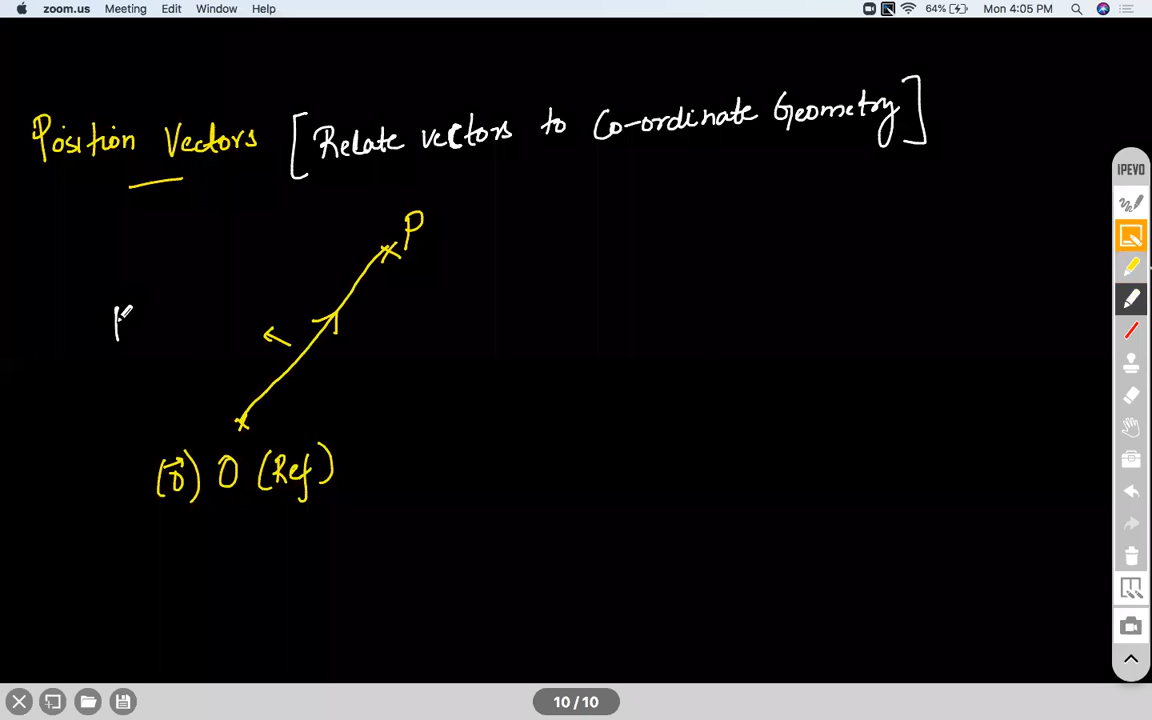 zoom.us Meeting Edit Window Help 64% Mon 4:05 PM
Position Vectors [Relate vectors to Co-ordinate Geometry]
IPEVO
P
(0⃗) O (Ref)
10/10